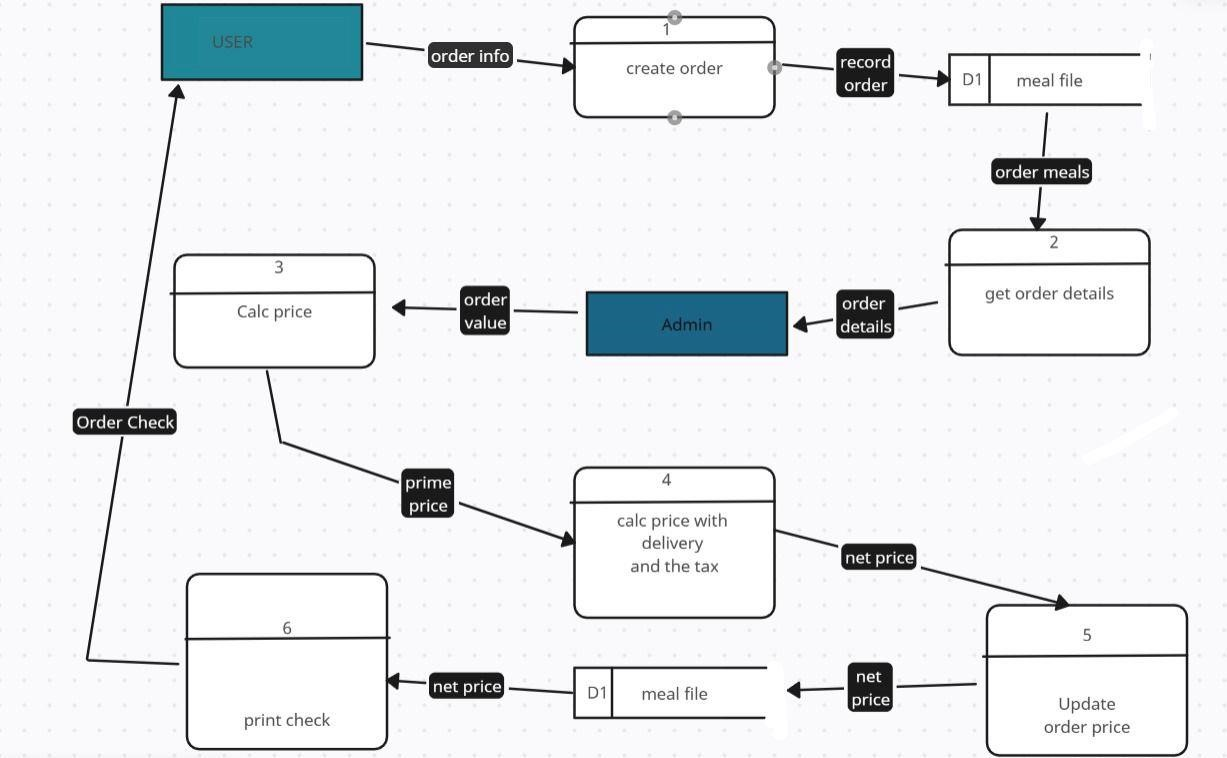 USER
order info
1
create order
record
order
D1
meal file
order meals
2
get order details
order
details
Admin
order
value
3
Calc price
Order Check
prime
price
4
calc price with
delivery
and the tax
net price
5
Update
order price
net
price
D1
meal file
net price
6
print check